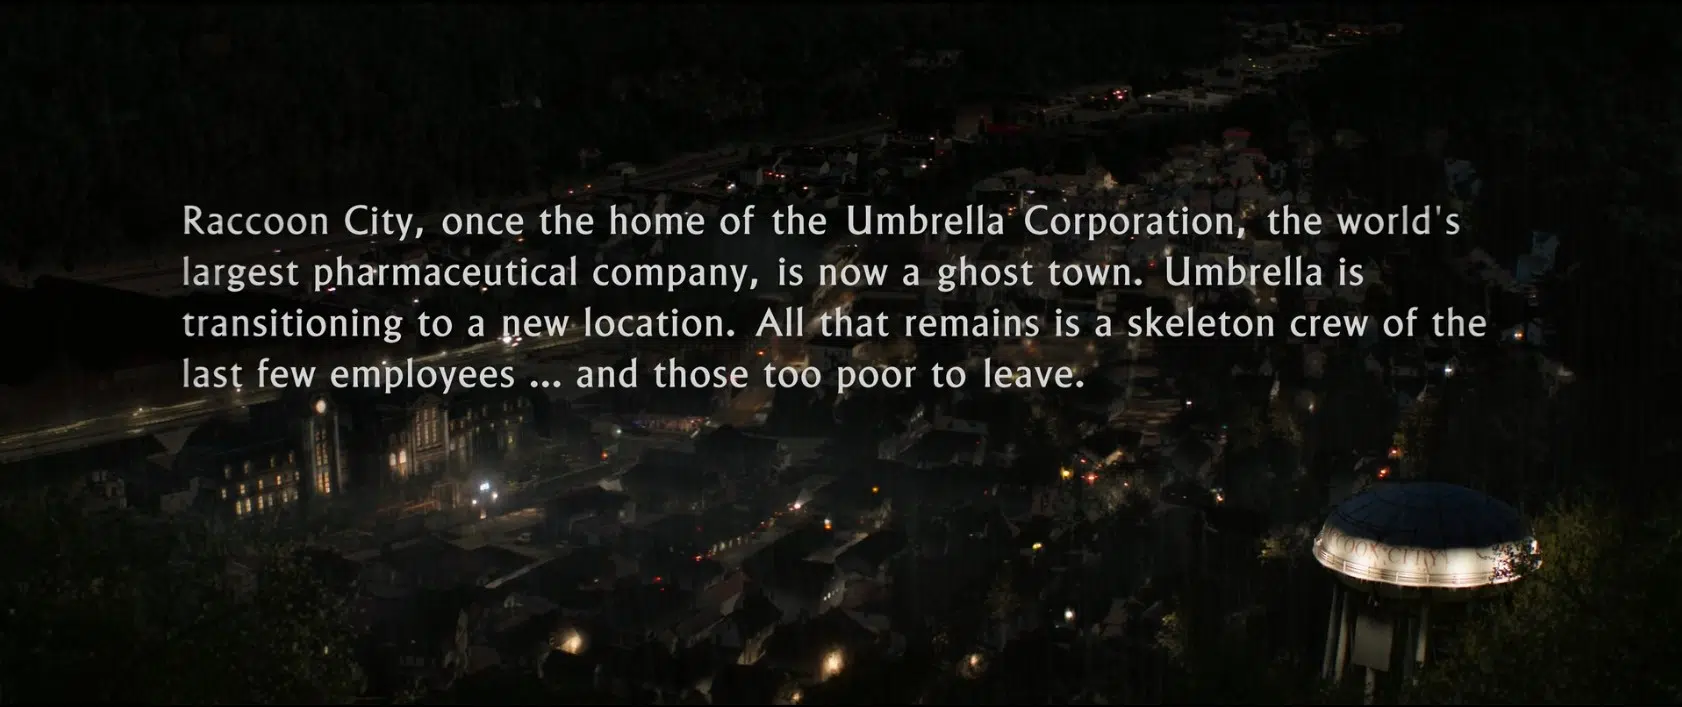 Raccoon City, once the home of the Umbrella Corporation, the world's
largest pharmaceutical company, is now a ghost town. Umbrella is
transitioning to a new location. All that remains is a skeleton crew of the
last few employees ... and those too poor to leave.
CITY